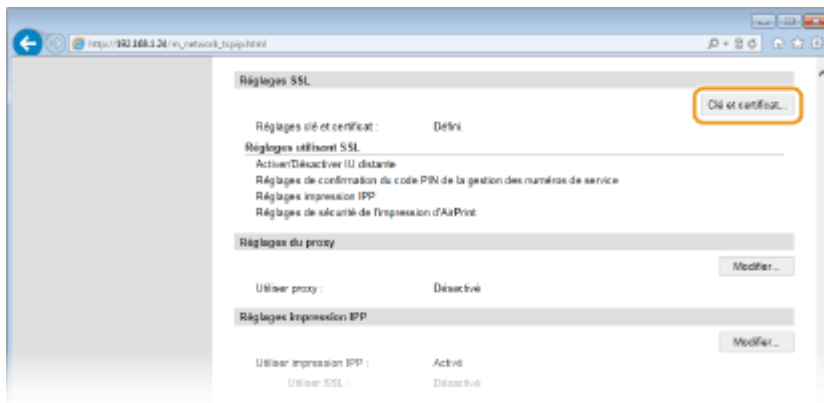 http://192.168.1.24/m_network_tcpip.html
Réglages SSL
Clé et certificat...
Réglages clé et certificat : Défini
Réglages utilisant SSL
Activer/Désactiver IU distante
Réglages de confirmation du code PIN de la gestion des numéros de service
Réglages impression IPP
Réglages de sécurité de l'impression d'AirPrint
Réglages du proxy
Modifier...
Utiliser proxy : Désactivé
Réglages impression IPP
Modifier...
Utiliser impression IPP : Activé
Utiliser SSL : Désactivé